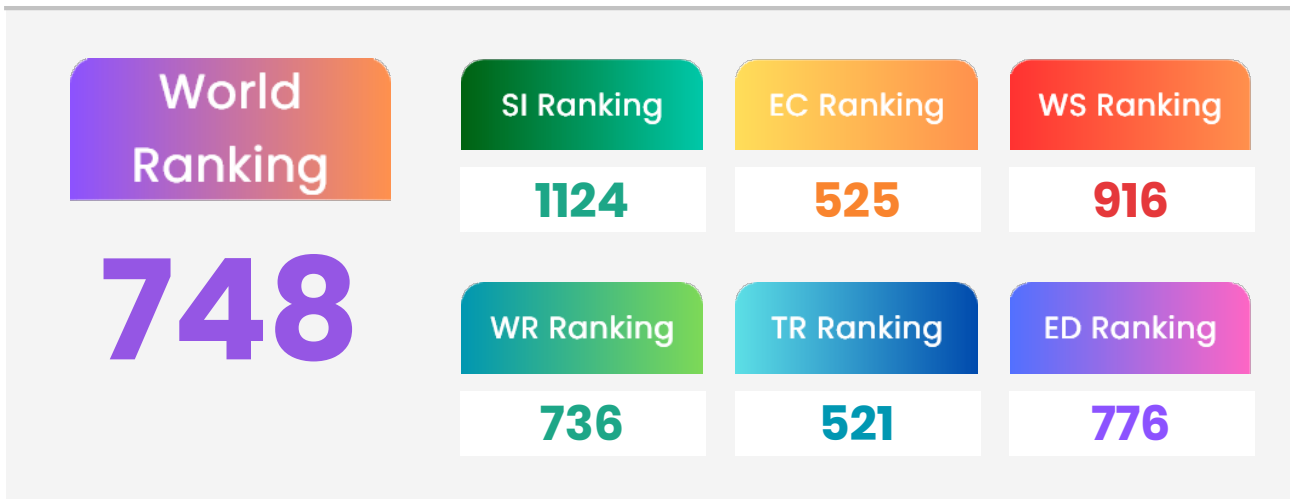 World
Ranking
748
SI Ranking
1124
EC Ranking
525
WS Ranking
916
WR Ranking
736
TR Ranking
521
ED Ranking
776